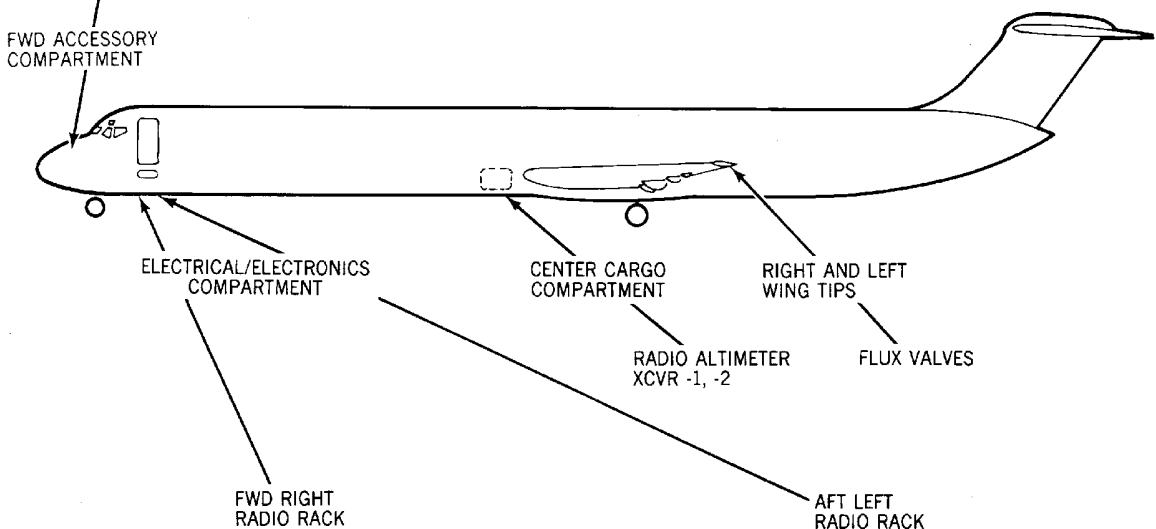 FWD ACCESSORY
COMPARTMENT
ELECTRICAL/ELECTRONICS
COMPARTMENT
CENTER CARGO
COMPARTMENT
RIGHT AND LEFT
WING TIPS
RADIO ALTIMETER
XCVR -1, -2
FLUX VALVES
FWD RIGHT
RADIO RACK
AFT LEFT
RADIO RACK